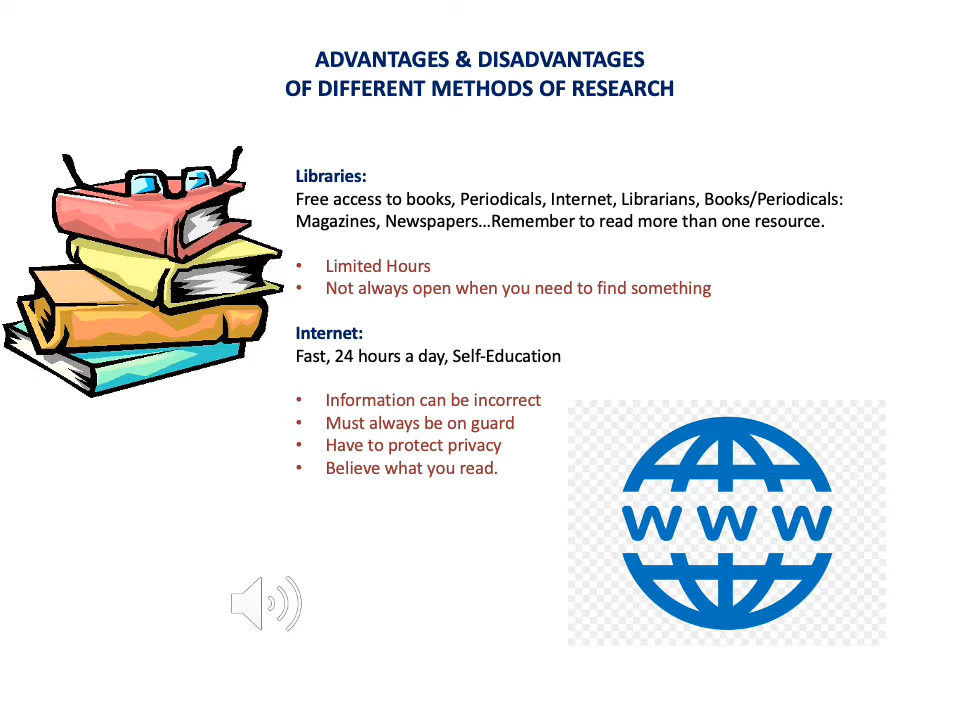 ADVANTAGES & DISADVANTAGES
OF DIFFERENT METHODS OF RESEARCH
Libraries:
Free access to books, Periodicals, Internet, Librarians, Books/Periodicals:
Magazines, Newspapers...Remember to read more than one resource.
• Limited Hours
• Not always open when you need to find something
Internet:
Fast, 24 hours a day, Self-Education
• Information can be incorrect
• Must always be on guard
• Have to protect privacy
• Believe what you read.
WWW